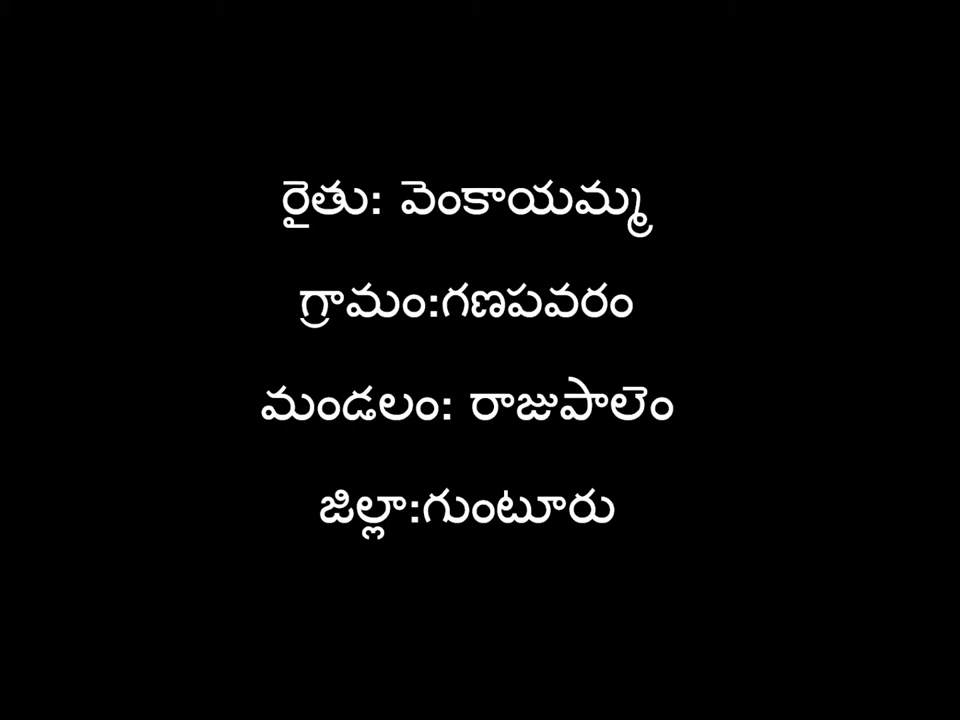 రైతు: వెంకాయమ్మ
గ్రామం:గణపవరం
మండలం: రాజుపాలెం
జిల్లా:గుంటూరు